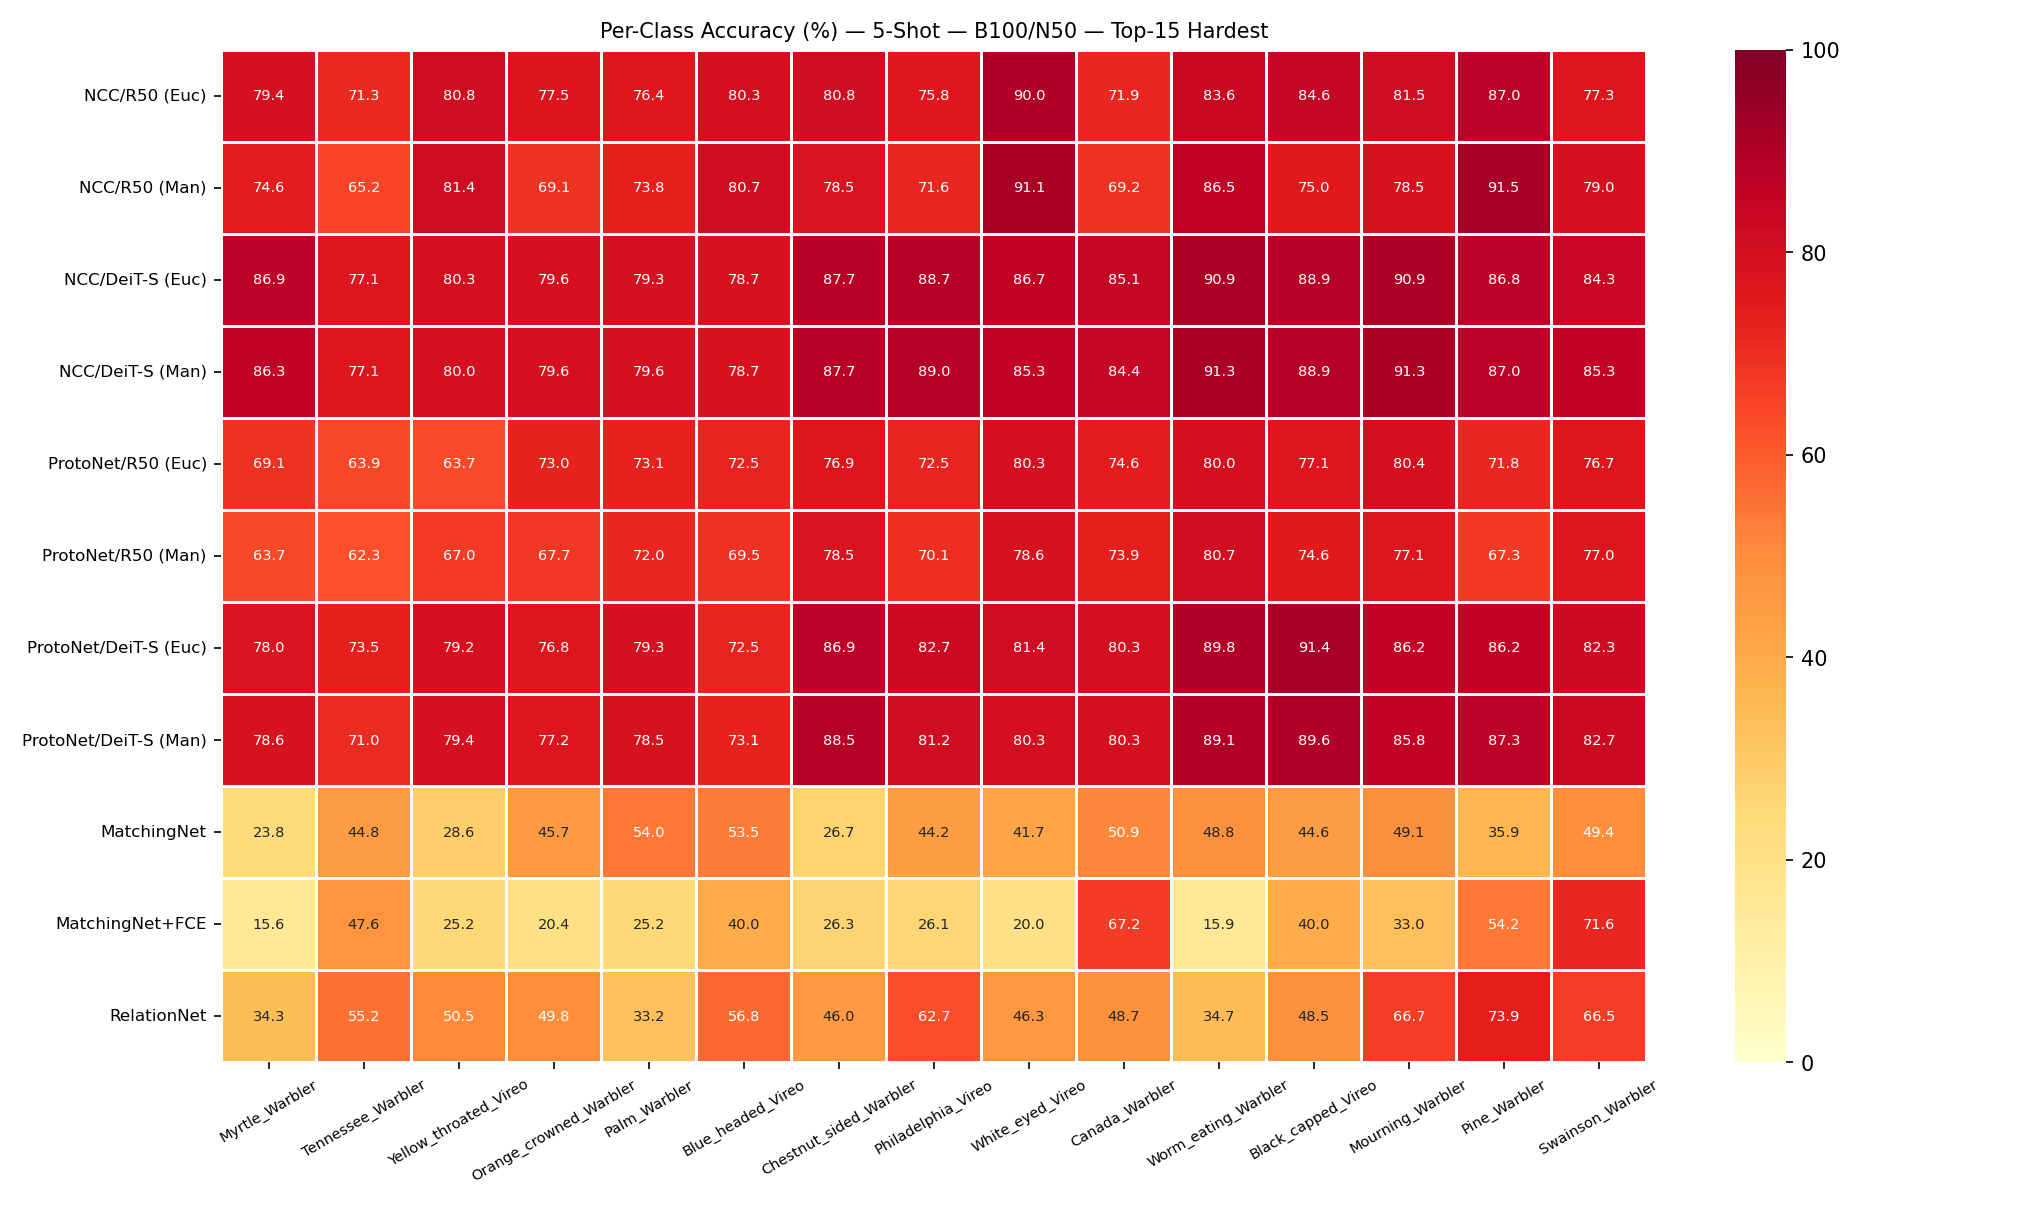 Per-Class Accuracy (%) — 5-Shot — B100/N50 — Top-15 Hardest
NCC/R50 (Euc) 79.4 71.3 80.8 77.5 76.4 80.3 80.8 75.8 90.0 71.9 83.6 84.6 81.5 87.0 77.3
NCC/R50 (Man) 74.6 65.2 81.4 69.1 73.8 80.7 78.5 71.6 91.1 69.2 86.5 75.0 78.5 91.5 79.0
NCC/DeiT-S (Euc) 86.9 77.1 80.3 79.6 79.3 78.7 87.7 88.7 86.7 85.1 90.9 88.9 90.9 86.8 84.3
NCC/DeiT-S (Man) 86.3 77.1 80.0 79.6 79.6 78.7 87.7 89.0 85.3 84.4 91.3 88.9 91.3 87.0 85.3
ProtoNet/R50 (Euc) 69.1 63.9 63.7 73.0 73.1 72.5 76.9 72.5 80.3 74.6 80.0 77.1 80.4 71.8 76.7
ProtoNet/R50 (Man) 63.7 62.3 67.0 67.7 72.0 69.5 78.5 70.1 78.6 73.9 80.7 74.6 77.1 67.3 77.0
ProtoNet/DeiT-S (Euc) 78.0 73.5 79.2 76.8 79.3 72.5 86.9 82.7 81.4 80.3 89.8 91.4 86.2 86.2 82.3
ProtoNet/DeiT-S (Man) 78.6 71.0 79.4 77.2 78.5 73.1 88.5 81.2 80.3 80.3 89.1 89.6 85.8 87.3 82.7
MatchingNet 23.8 44.8 28.6 45.7 54.0 53.5 26.7 44.2 41.7 50.9 48.8 44.6 49.1 35.9 49.4
MatchingNet+FCE 15.6 47.6 25.2 20.4 25.2 40.0 26.3 26.1 20.0 67.2 15.9 40.0 33.0 54.2 71.6
RelationNet 34.3 55.2 50.5 49.8 33.2 56.8 46.0 62.7 46.3 48.7 34.7 48.5 66.7 73.9 66.5
Myrtle_Warbler Tennessee_Warbler Yellow_throated_Vireo Orange_crowned_Warbler Palm_Warbler Blue_headed_Vireo Chestnut_sided_Warbler Philadelphia_Vireo White_eyed_Vireo Canada_Warbler Worm_eating_Warbler Black_capped_Vireo Mourning_Warbler Pine_Warbler Swainson_Warbler
100
80
60
40
20
0